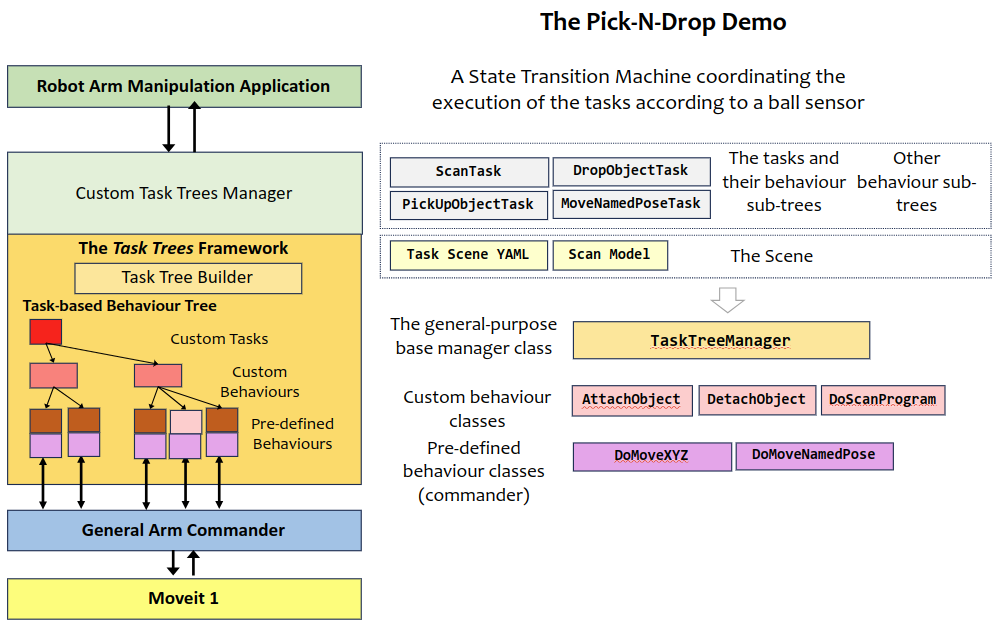 The Pick-N-Drop Demo
Robot Arm Manipulation Application
A State Transition Machine coordinating the
execution of the tasks according to a ball sensor
Custom Task Trees Manager
ScanTask
DropObjectTask
PickUpObjectTask
MoveNamedPoseTask
The tasks and
their behaviour
sub-trees
Other
behaviour sub-
trees
The Task Trees Framework
Task Tree Builder
Task Scene YAML
Scan Model
The Scene
Task-based Behaviour Tree
Custom Tasks
Custom
Behaviours
Pre-defined
Behaviours
The general-purpose
base manager class
TaskTreeManager
Custom behaviour
classes
AttachObject
DetachObject
DoScanProgram
Pre-defined
behaviour classes
(commander)
DoMoveXYZ
DoMoveNamedPose
General Arm Commander
Moveit 1